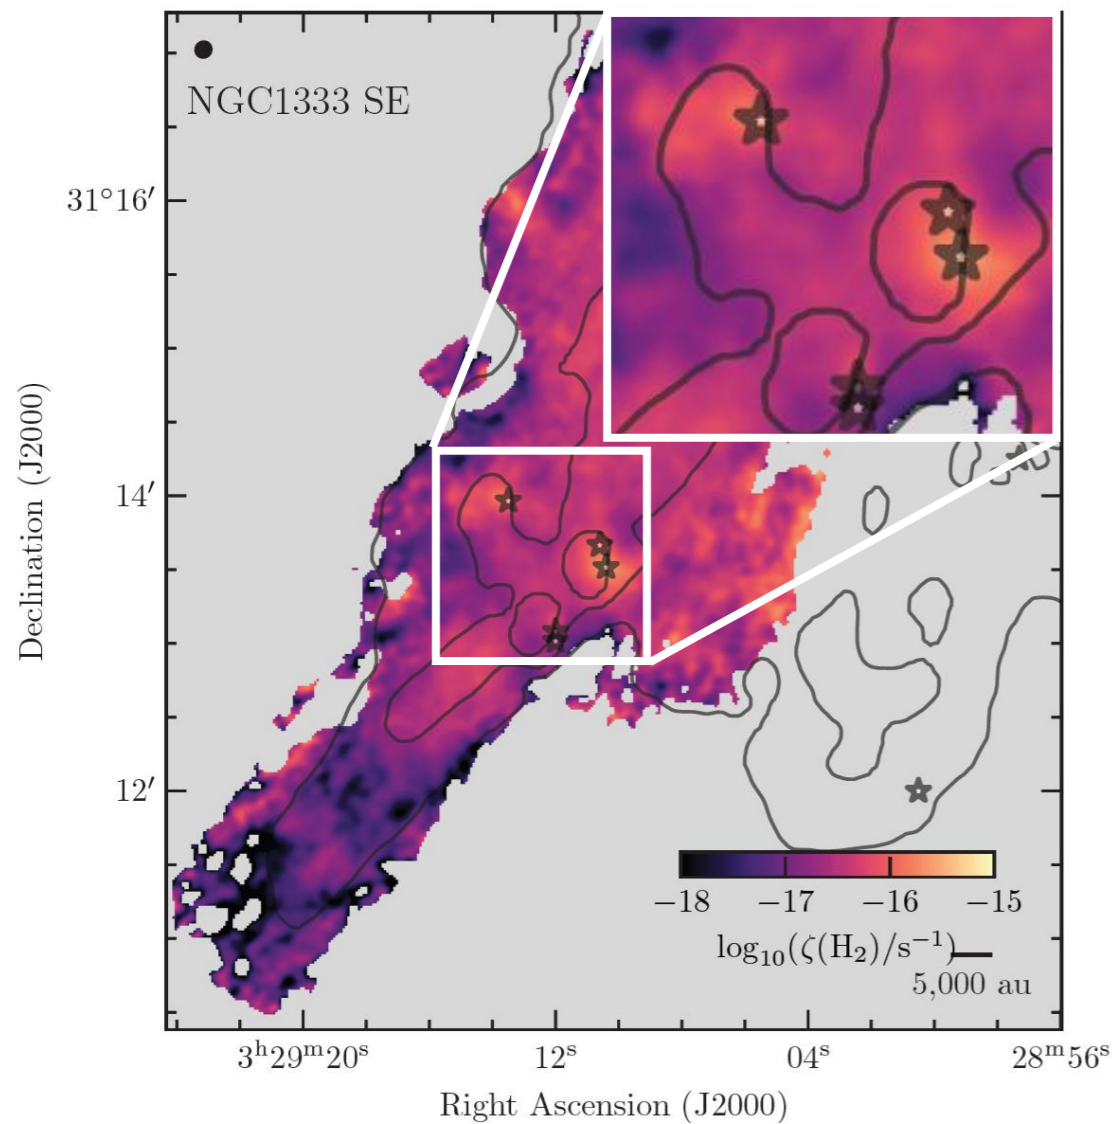 NGC1333 SE
31°16′
14′
12′
Declination (J2000)
−18 −17 −16 −15
log₁₀(ζ(H₂)/s⁻¹)
5,000 au
3ʰ29ᵐ20ˢ 12ˢ 04ˢ 28ᵐ56ˢ
Right Ascension (J2000)